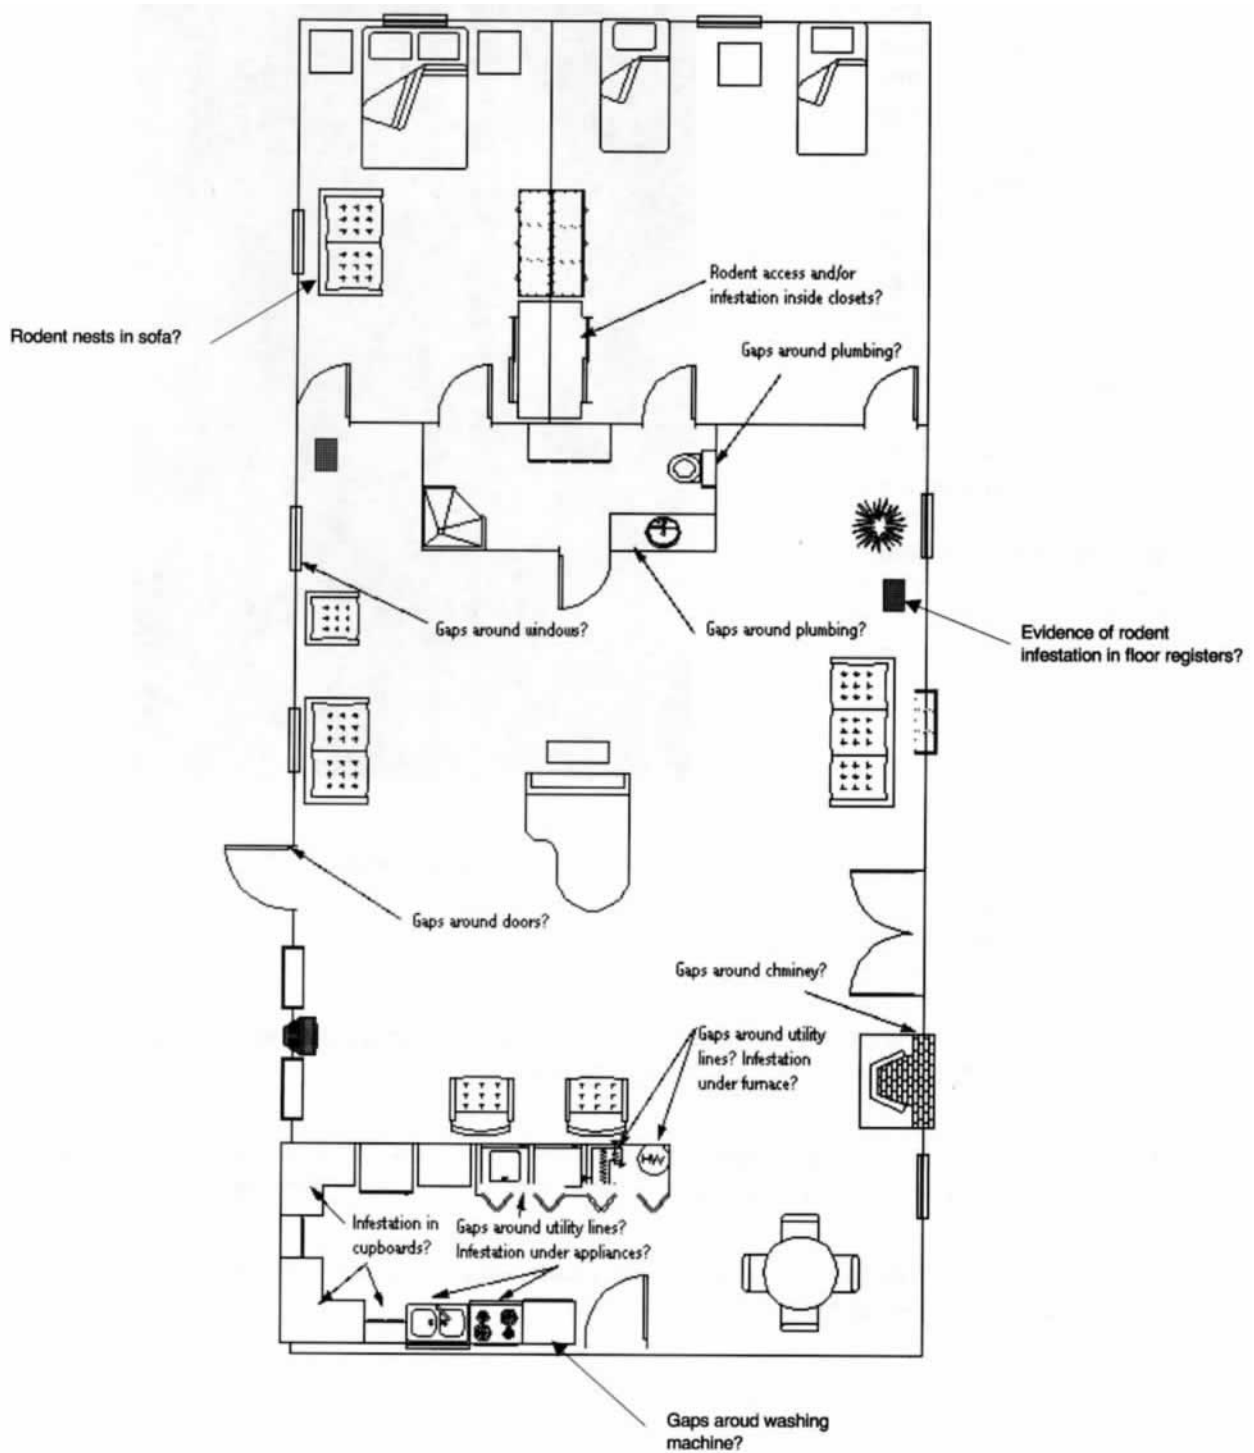 Rodent access and/or
infestation inside closets?
Rodent nests in sofa?
Gaps around plumbing?
Gaps around windows?
Gaps around plumbing?
Evidence of rodent
infestation in floor registers?
Gaps around doors?
Gaps around chminey?
Gaps around utility
lines? Infestation
under furnace?
HW
Infestation in
cupboards?
Gaps around utility lines?
Infestation under appliances?
Gaps aroud washing
machine?